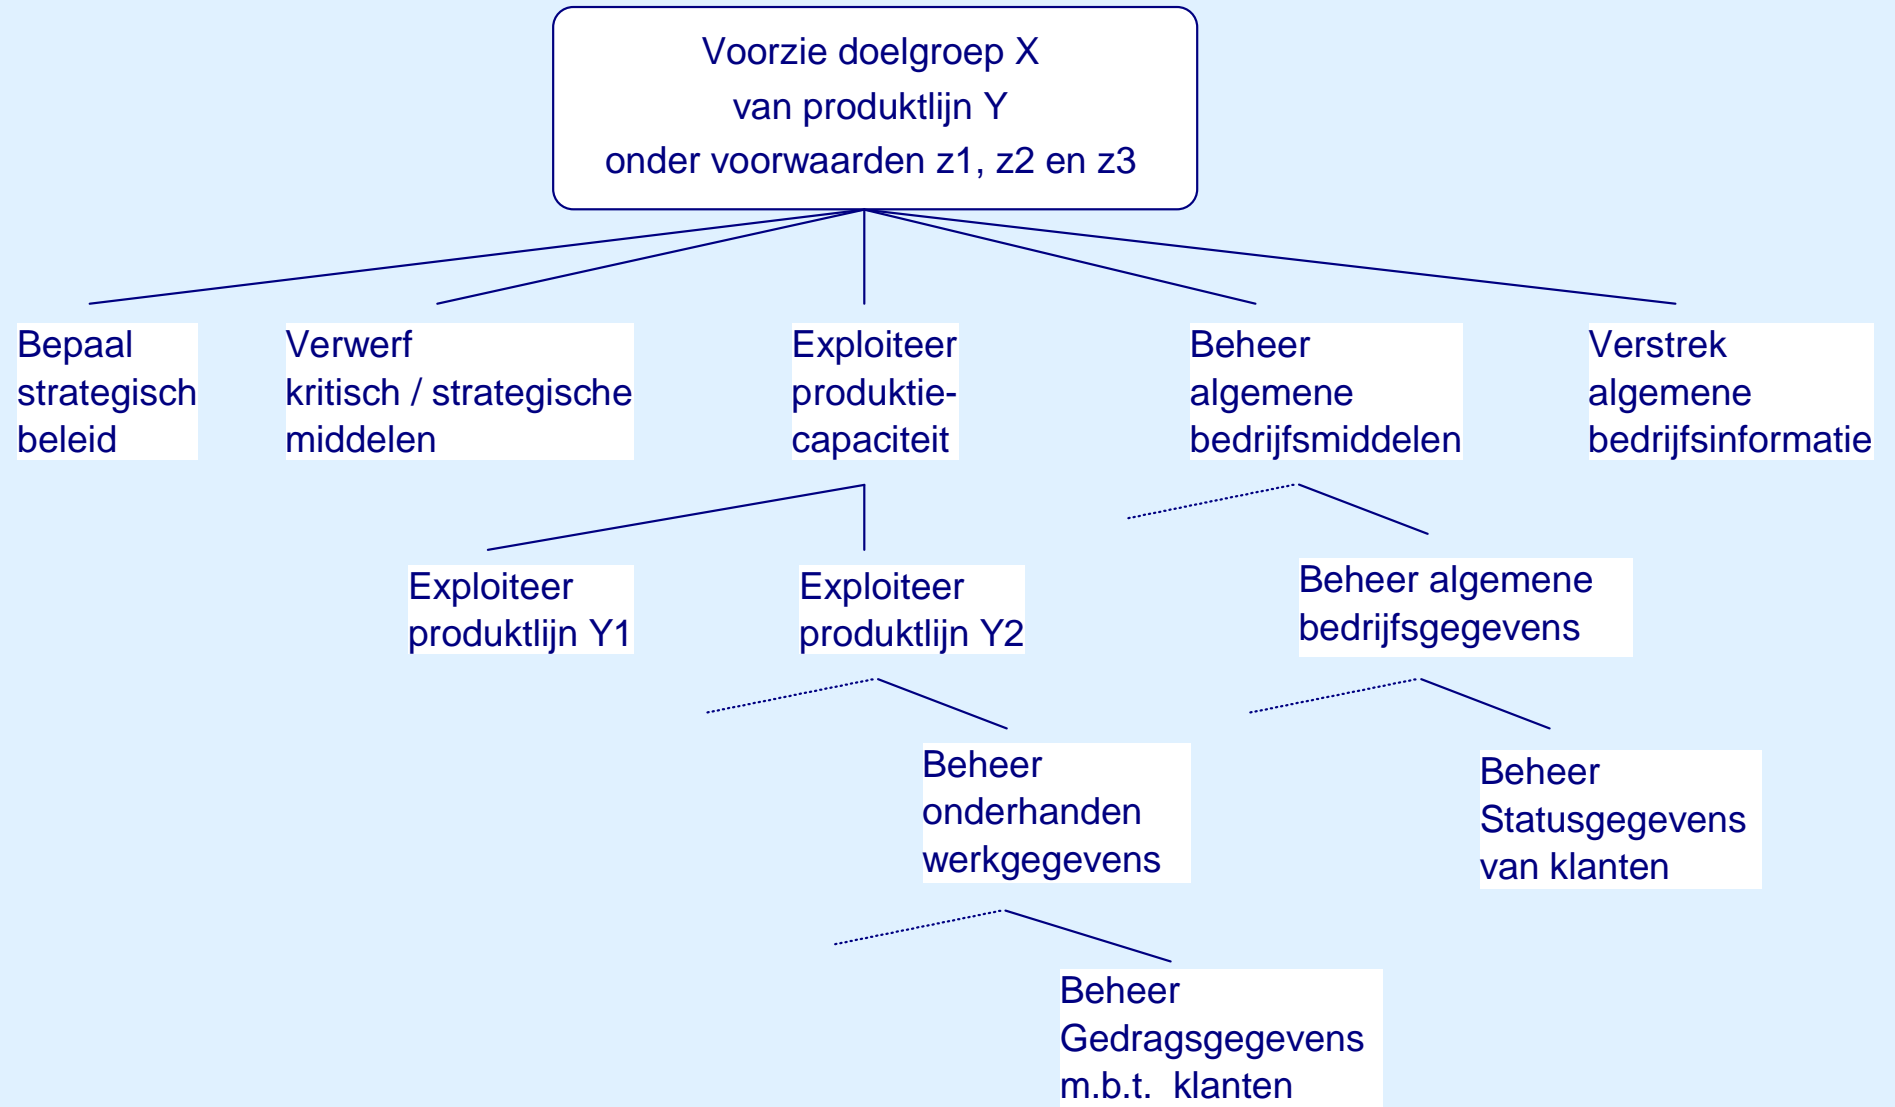 Voorzie doelgroep X
van produktlijn Y
onder voorwaarden z1, z2 en z3
Bepaal
strategisch
beleid
Verwerf
kritisch / strategische
middelen
Exploiteer
produktie-
capaciteit
Beheer
algemene
bedrijfsmiddelen
Verstrek
algemene
bedrijfsinformatie
Exploiteer
produktlijn Y1
Exploiteer
produktlijn Y2
Beheer algemene
bedrijfsgegevens
Beheer
onderhanden
werkgegevens
Beheer
Statusgegevens
van klanten
Beheer
Gedragsgegevens
m.b.t. klanten